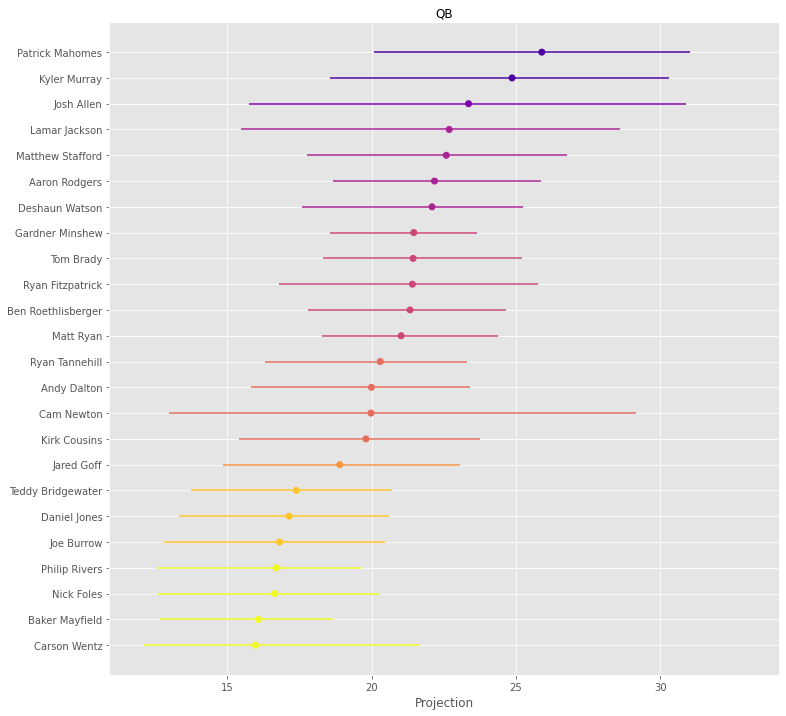 QB
Patrick Mahomes
Kyler Murray
Josh Allen
Lamar Jackson
Matthew Stafford
Aaron Rodgers
Deshaun Watson
Gardner Minshew
Tom Brady
Ryan Fitzpatrick
Ben Roethlisberger
Matt Ryan
Ryan Tannehill
Andy Dalton
Cam Newton
Kirk Cousins
Jared Goff
Teddy Bridgewater
Daniel Jones
Joe Burrow
Philip Rivers
Nick Foles
Baker Mayfield
Carson Wentz
15 20 25 30
Projection